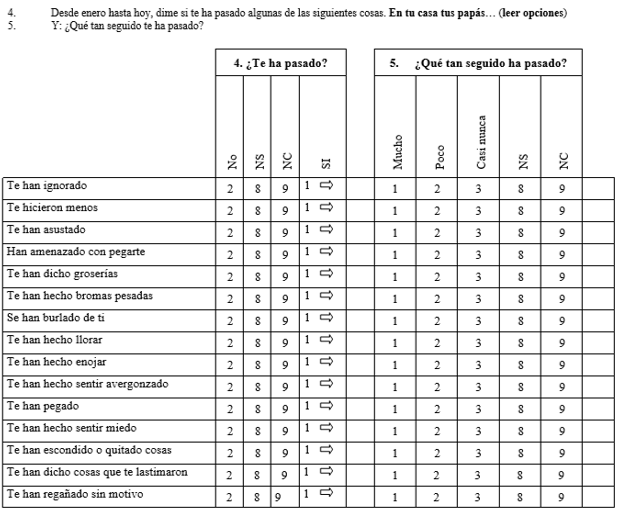 4. Desde enero hasta hoy, dime si te ha pasado algunas de las siguientes cosas. En tu casa tus papás… (leer opciones)
5. Y: ¿Qué tan seguido te ha pasado?
4. ¿Te ha pasado? 5. ¿Qué tan seguido ha pasado?
No NS NC SI Mucho Poco Casi nunca NS NC
Te han ignorado 2 8 9 1 ⇨ 1 2 3 8 9
Te hicieron menos 2 8 9 1 ⇨ 1 2 3 8 9
Te han asustado 2 8 9 1 ⇨ 1 2 3 8 9
Han amenazado con pegarte 2 8 9 1 ⇨ 1 2 3 8 9
Te han dicho groserías 2 8 9 1 ⇨ 1 2 3 8 9
Te han hecho bromas pesadas 2 8 9 1 ⇨ 1 2 3 8 9
Se han burlado de ti 2 8 9 1 ⇨ 1 2 3 8 9
Te han hecho llorar 2 8 9 1 ⇨ 1 2 3 8 9
Te han hecho enojar 2 8 9 1 ⇨ 1 2 3 8 9
Te han hecho sentir avergonzado 2 8 9 1 ⇨ 1 2 3 8 9
Te han pegado 2 8 9 1 ⇨ 1 2 3 8 9
Te han hecho sentir miedo 2 8 9 1 ⇨ 1 2 3 8 9
Te han escondido o quitado cosas 2 8 9 1 ⇨ 1 2 3 8 9
Te han dicho cosas que te lastimaron 2 8 9 1 ⇨ 1 2 3 8 9
Te han regañado sin motivo 2 8 9 1 ⇨ 1 2 3 8 9